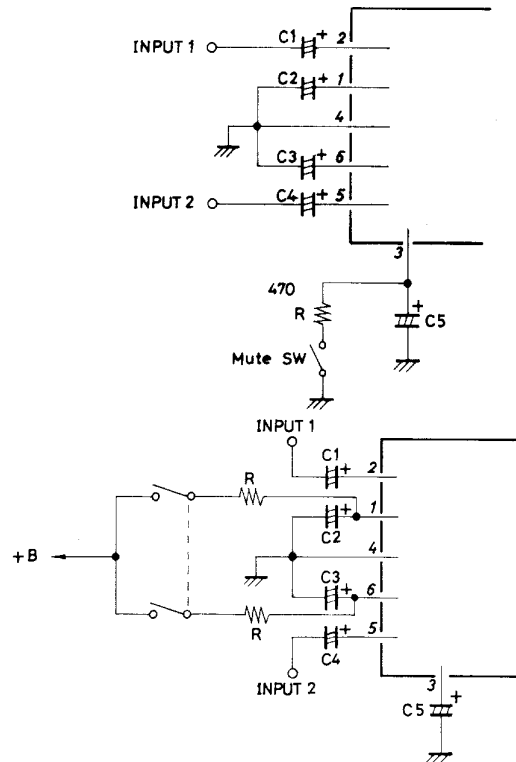 INPUT 1 C1 + 2
C2 + 1
4
C3 + 6
INPUT 2 C4 + 5
3
470
R + C5
Mute SW
INPUT 1
C1 + 2
R
+ 1
C2
+B 4
C3
+ 6
R + 5
C4
INPUT 2 3
C5 +